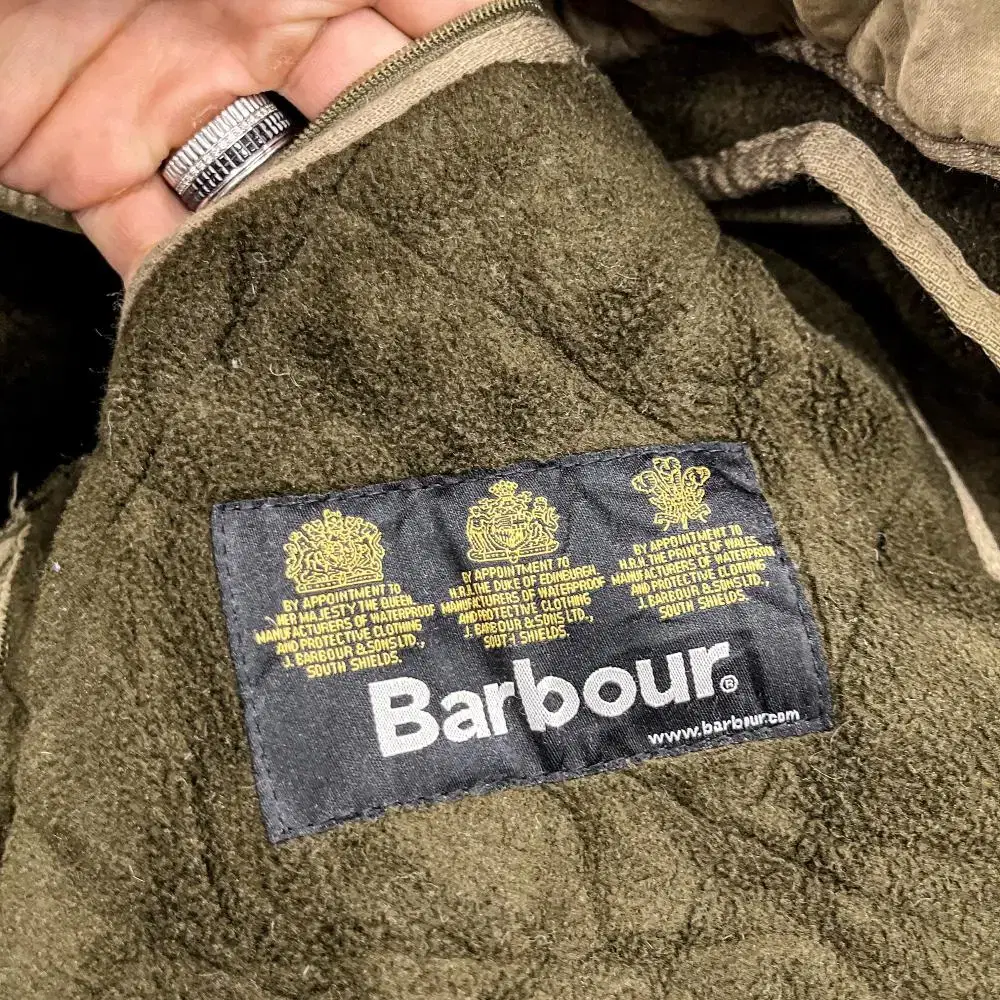 BY APPOINTMENT TO
HER MAJESTY THE QUEEN
MANUFACTURERS OF WATERPROOF
AND PROTECTIVE CLOTHING
J. BARBOUR & SONS LTD.,
SOUTH SHIELDS.
BY APPOINTMENT TO
H.R.H. THE DUKE OF EDINBURGH
MANUFACTURERS OF WATERPROOF
AND PROTECTIVE CLOTHING
J. BARBOUR & SONS LTD.,
SOUTH SHIELDS.
BY APPOINTMENT TO
H.R.H. THE PRINCE OF WALES
MANUFACTURERS OF WATERPROOF
AND PROTECTIVE CLOTHING
J. BARBOUR & SONS LTD.,
SOUTH SHIELDS.
Barbour®
www.barbour.com